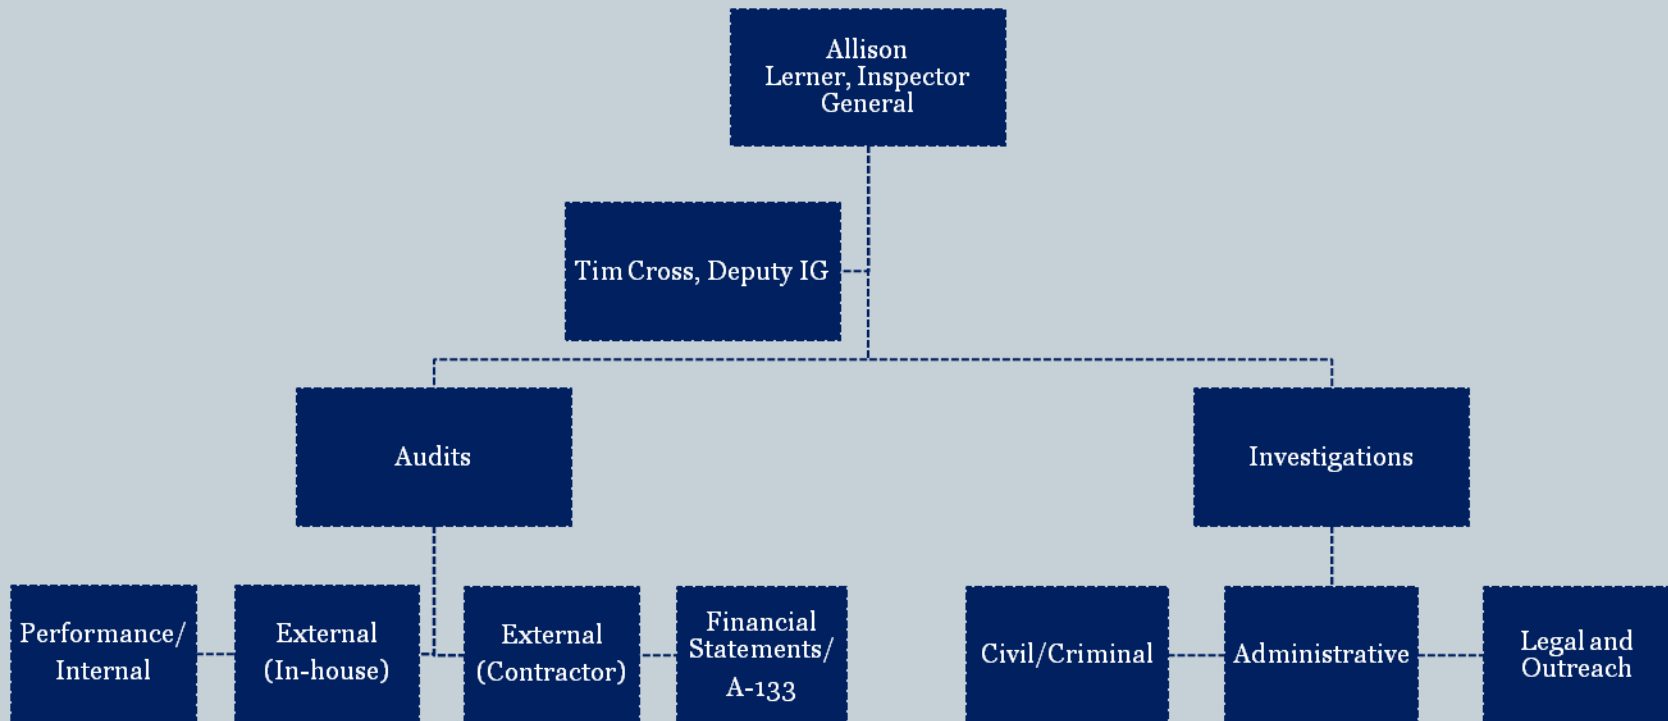 Allison
Lerner, Inspector
General
Tim Cross, Deputy IG
Audits
Investigations
Performance/
Internal
External
(In-house)
External
(Contractor)
Financial
Statements/
A-133
Civil/Criminal
Administrative
Legal and
Outreach